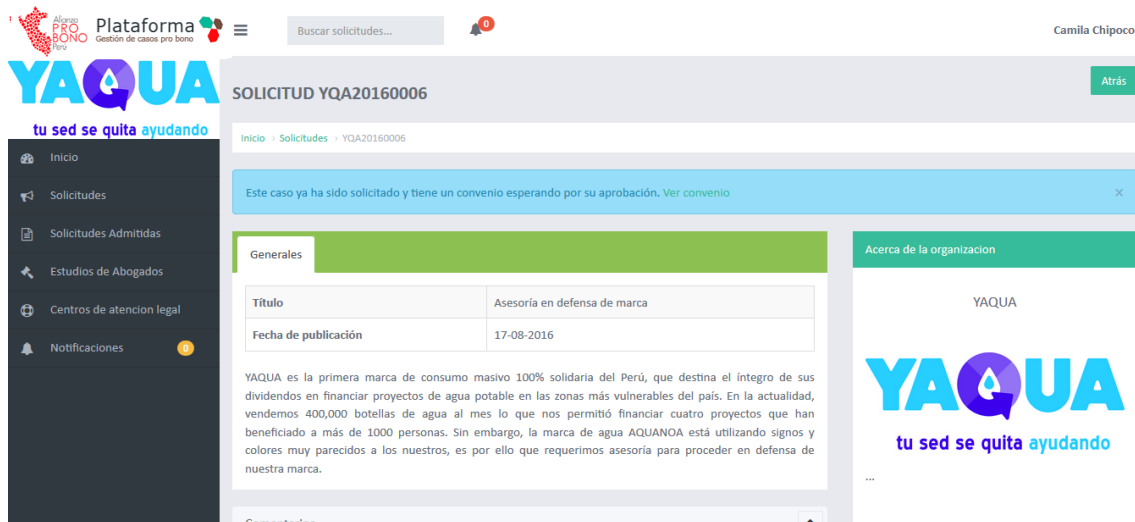 Alianza
PRO
BONO
Perú
Plataforma
Gestión de casos pro bono
Buscar solicitudes...
0
Camila Chipoco
YAQUA
tu sed se quita ayudando
Inicio
Solicitudes
Solicitudes Admitidas
Estudios de Abogados
Centros de atencion legal
Notificaciones 0
SOLICITUD YQA20160006
Atrás
Inicio > Solicitudes > YQA20160006
Este caso ya ha sido solicitado y tiene un convenio esperando por su aprobación. Ver convenio ×
Generales
Título Asesoría en defensa de marca
Fecha de publicación 17-08-2016
YAQUA es la primera marca de consumo masivo 100% solidaria del Perú, que destina el íntegro de sus
dividendos en financiar proyectos de agua potable en las zonas más vulnerables del país. En la actualidad,
vendemos 400,000 botellas de agua al mes lo que nos permitió financiar cuatro proyectos que han
beneficiado a más de 1000 personas. Sin embargo, la marca de agua AQUANOA está utilizando signos y
colores muy parecidos a los nuestros, es por ello que requerimos asesoría para proceder en defensa de
nuestra marca.
Acerca de la organizacion
YAQUA
YAQUA
tu sed se quita ayudando
...